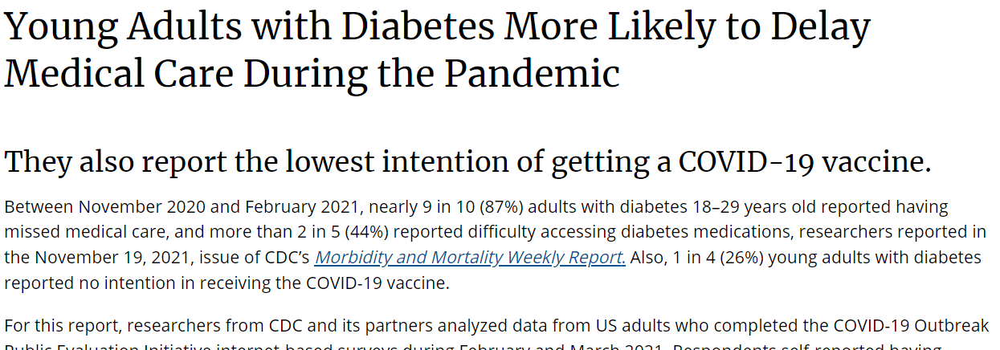 Young Adults with Diabetes More Likely to Delay
Medical Care During the Pandemic
They also report the lowest intention of getting a COVID-19 vaccine.
Between November 2020 and February 2021, nearly 9 in 10 (87%) adults with diabetes 18–29 years old reported having
missed medical care, and more than 2 in 5 (44%) reported difficulty accessing diabetes medications, researchers reported in
the November 19, 2021, issue of CDC’s Morbidity and Mortality Weekly Report. Also, 1 in 4 (26%) young adults with diabetes
reported no intention in receiving the COVID-19 vaccine.
For this report, researchers from CDC and its partners analyzed data from US adults who completed the COVID-19 Outbreak
Public Evaluation Initiative internet-based surveys during February and March 2021. Respondents self-reported having